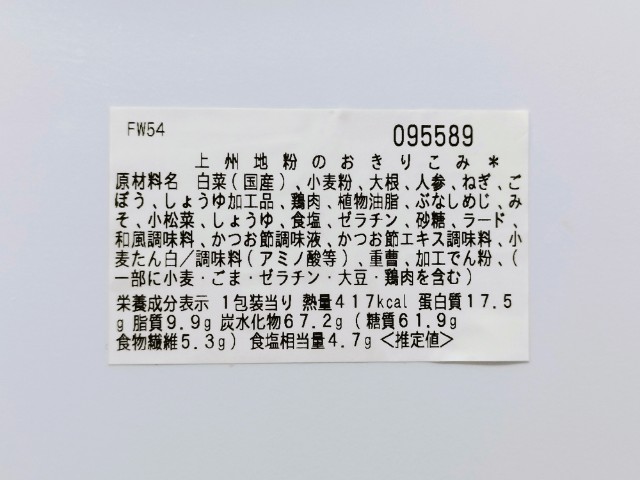 FW54 095589
上州地粉のおきりこみ*
原材料名 白菜(国産)、小麦粉、大根、人参、ねぎ、ご
ぼう、しょうゆ加工品、鶏肉、植物油脂、ぶなしめじ、み
そ、小松菜、しょうゆ、食塩、ゼラチン、砂糖、ラード、
和風調味料、かつお節調味液、かつお節エキス調味料、小
麦たん白/調味料(アミノ酸等)、重曹、加工でん粉、(
一部に小麦・ごま・ゼラチン・大豆・鶏肉を含む)
栄養成分表示 1包装当り 熱量417kcal 蛋白質17.5
g 脂質9.9g 炭水化物67.2g(糖質61.9g
食物繊維5.3g) 食塩相当量4.7g <推定値>